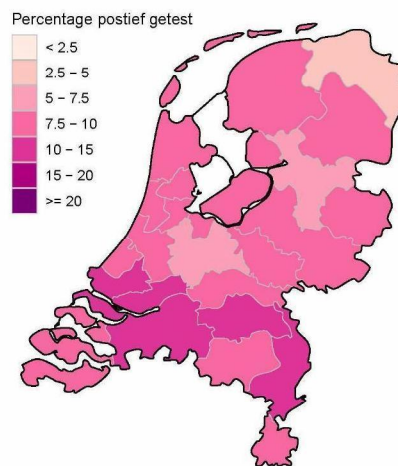 Percentage postief getest
< 2.5
2.5 – 5
5 – 7.5
7.5 – 10
10 – 15
15 – 20
>= 20